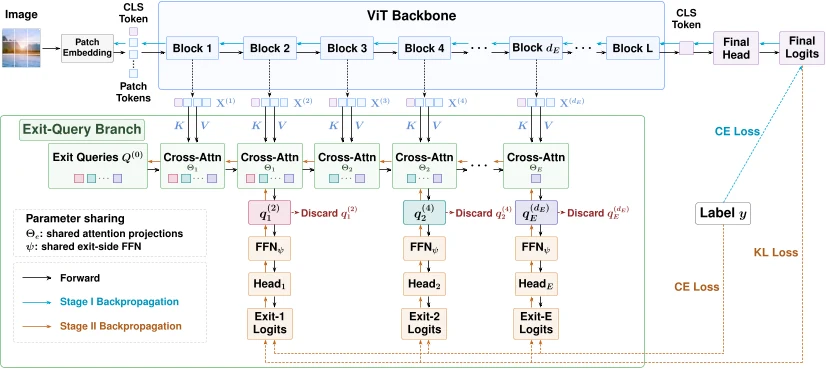 Image
CLS
Token
ViT Backbone
CLS
Token
Patch
Embedding
Block 1
Block 2
Block 3
Block 4
· · ·
Block d_E
· · ·
Block L
Final
Head
Final
Logits
Patch
Tokens
X^(1)
X^(2)
X^(3)
X^(4)
X^(d_E)
K V
K V
K V
K V
K V
Exit-Query Branch
Exit Queries Q^(0)
· · ·
Cross-Attn
Θ_1
· · ·
Cross-Attn
Θ_1
· · ·
Cross-Attn
Θ_2
· · ·
Cross-Attn
Θ_2
· · ·
· · ·
Cross-Attn
Θ_E
CE Loss
Parameter sharing
Θ_e: shared attention projections
ψ: shared exit-side FFN
q_1^(2)
Discard q_1^(2)
q_2^(4)
Discard q_2^(4)
q_E^(d_E)
Discard q_E^(d_E)
Label y
FFN_ψ
FFN_ψ
FFN_ψ
KL Loss
Forward
Stage I Backpropagation
Stage II Backpropagation
Head_1
Head_2
Head_E
CE Loss
Exit-1
Logits
Exit-2
Logits
Exit-E
Logits